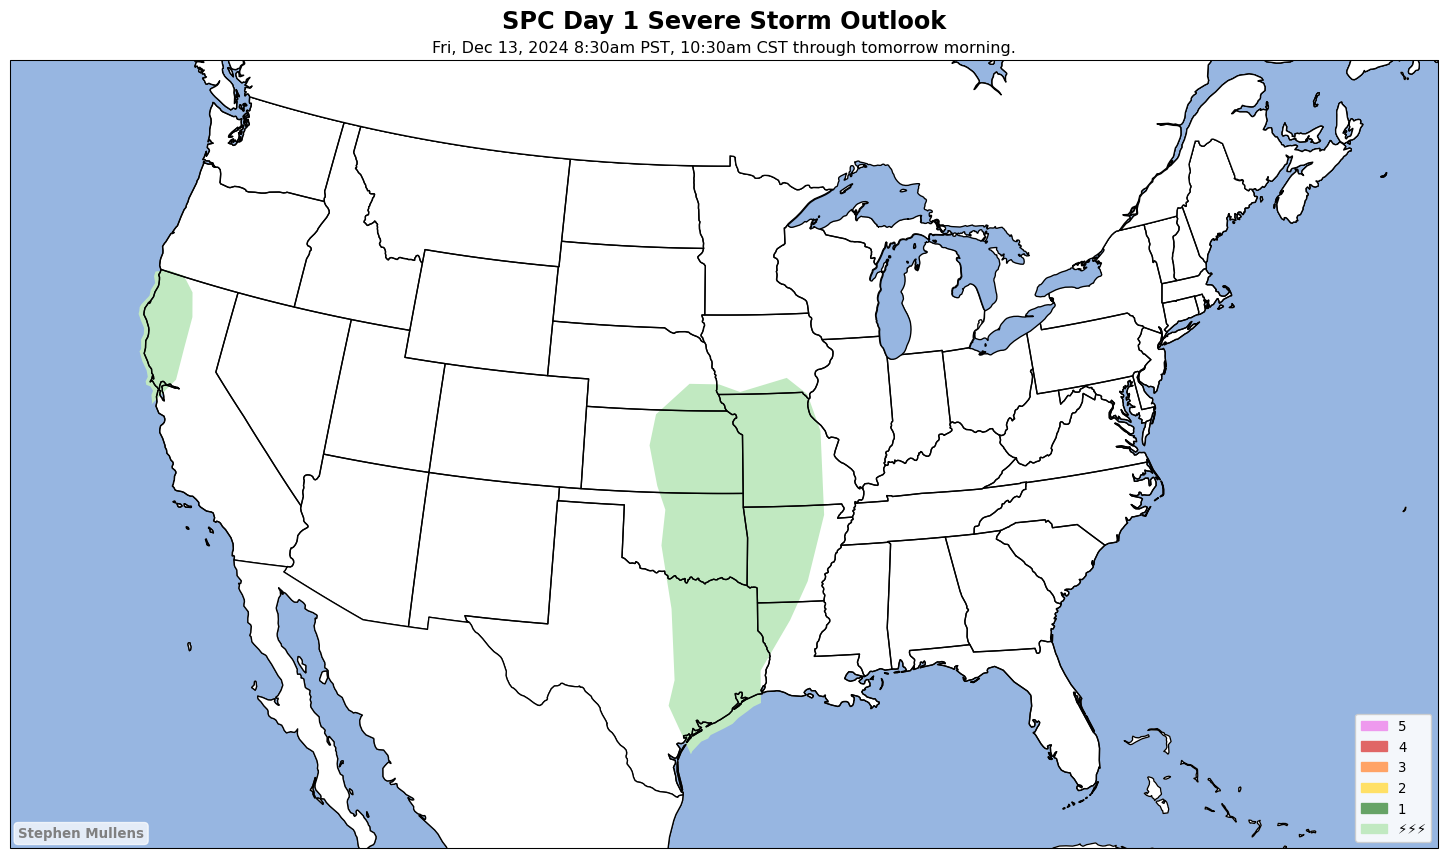 SPC Day 1 Severe Storm Outlook
Fri, Dec 13, 2024 8:30am PST, 10:30am CST through tomorrow morning.
5
4
3
2
1
⚡⚡⚡
Stephen Mullens